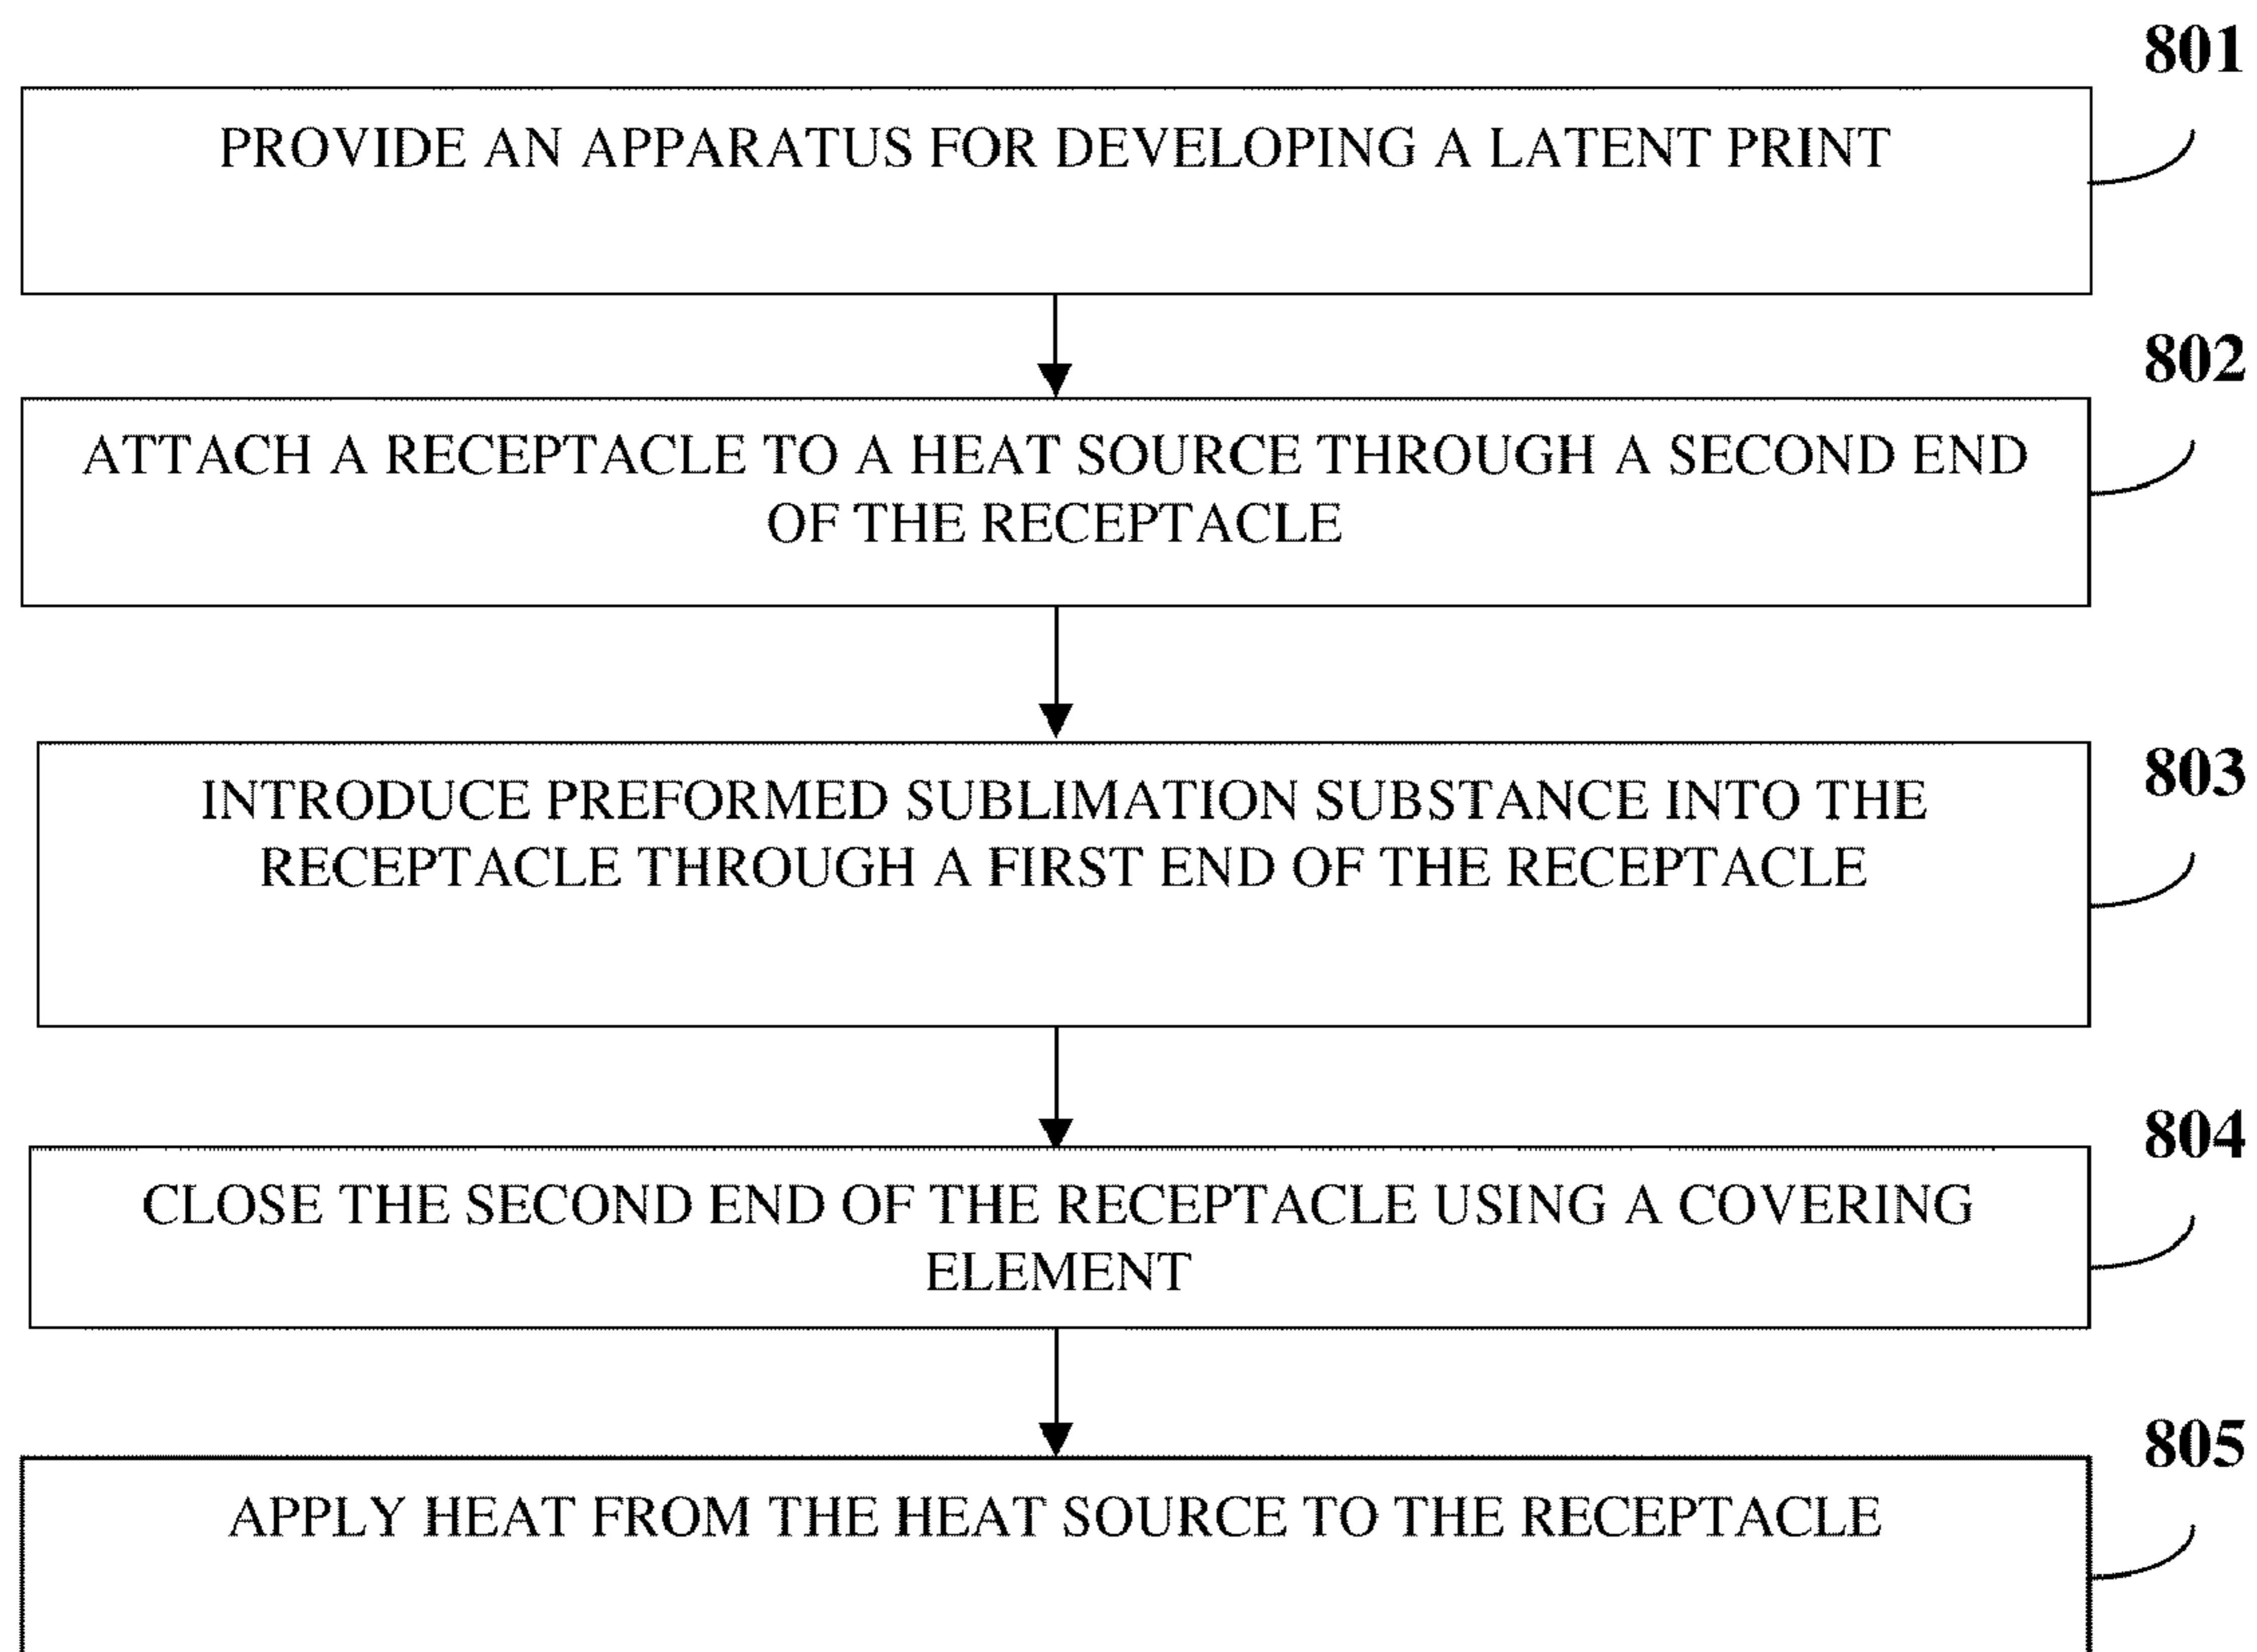 801
PROVIDE AN APPARATUS FOR DEVELOPING A LATENT PRINT
802
ATTACH A RECEPTACLE TO A HEAT SOURCE THROUGH A SECOND END
OF THE RECEPTACLE
803
INTRODUCE PREFORMED SUBLIMATION SUBSTANCE INTO THE
RECEPTACLE THROUGH A FIRST END OF THE RECEPTACLE
804
CLOSE THE SECOND END OF THE RECEPTACLE USING A COVERING
ELEMENT
805
APPLY HEAT FROM THE HEAT SOURCE TO THE RECEPTACLE